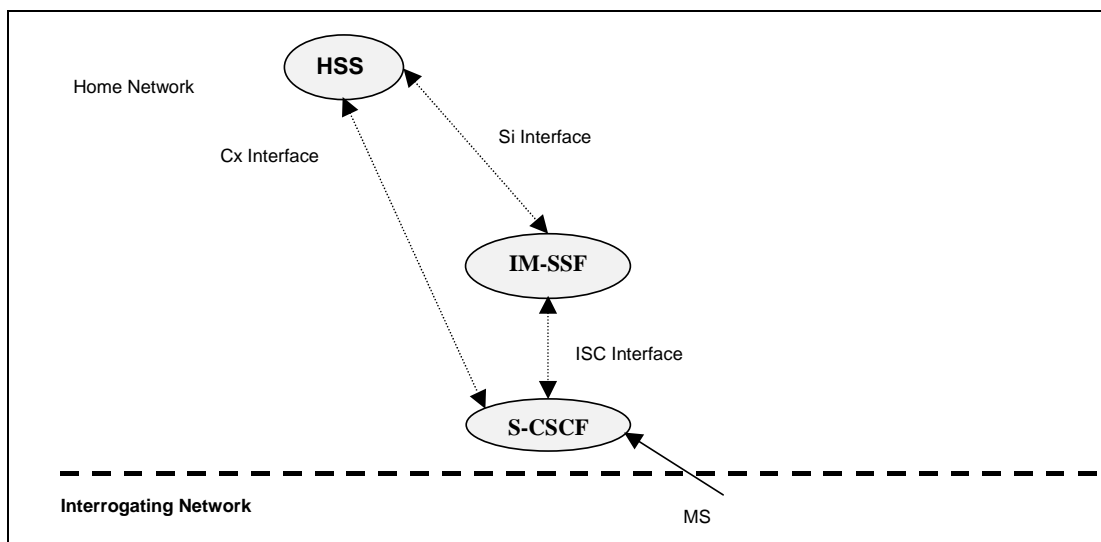 HSS
Home Network
Si Interface
Cx Interface
IM-SSF
ISC Interface
S-CSCF
Interrogating Network
MS